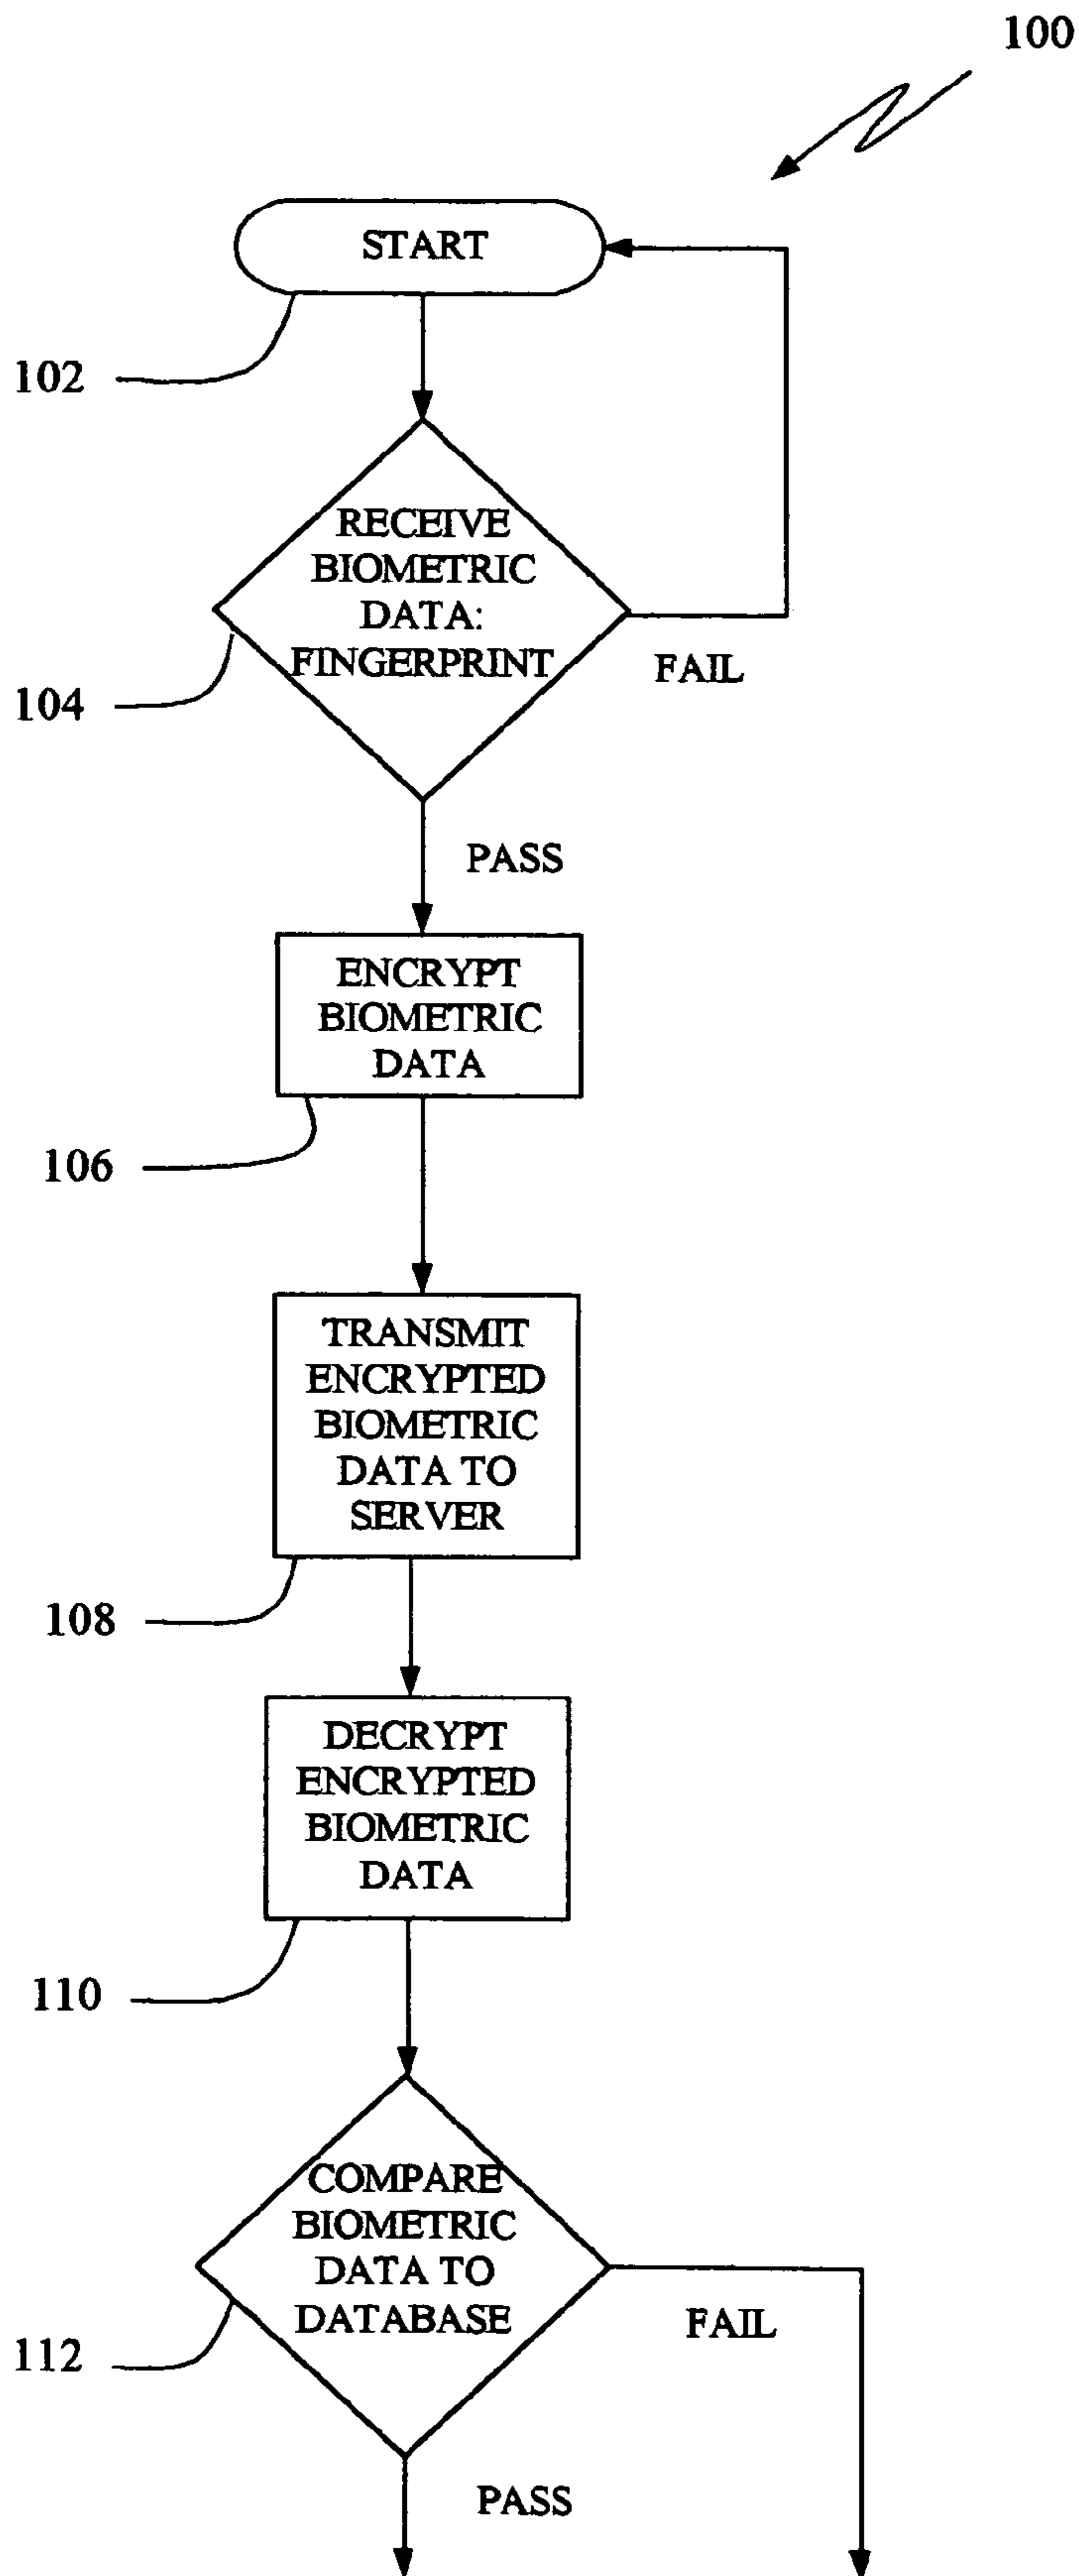 100
START
102
RECEIVE
BIOMETRIC
DATA:
FINGERPRINT
104
FAIL
PASS
ENCRYPT
BIOMETRIC
DATA
106
TRANSMIT
ENCRYPTED
BIOMETRIC
DATA TO
SERVER
108
DECRYPT
ENCRYPTED
BIOMETRIC
DATA
110
COMPARE
BIOMETRIC
DATA TO
DATABASE
112
FAIL
PASS